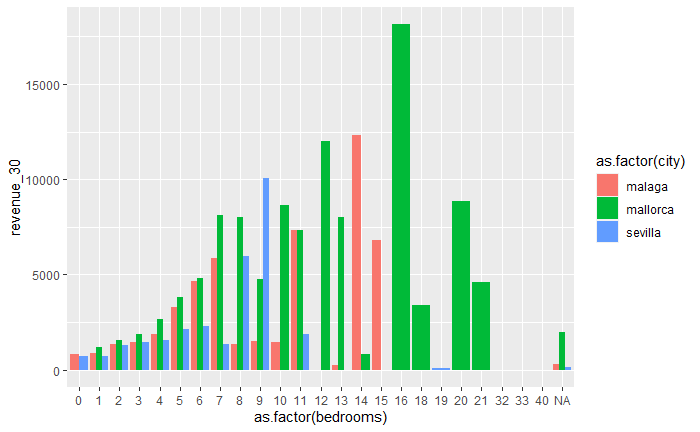 revenue_30
15000
10000
5000
0
0 1 2 3 4 5 6 7 8 9 10 11 12 13 14 15 16 18 19 20 21 32 33 40 NA
as.factor(bedrooms)
as.factor(city)
malaga
mallorca
sevilla